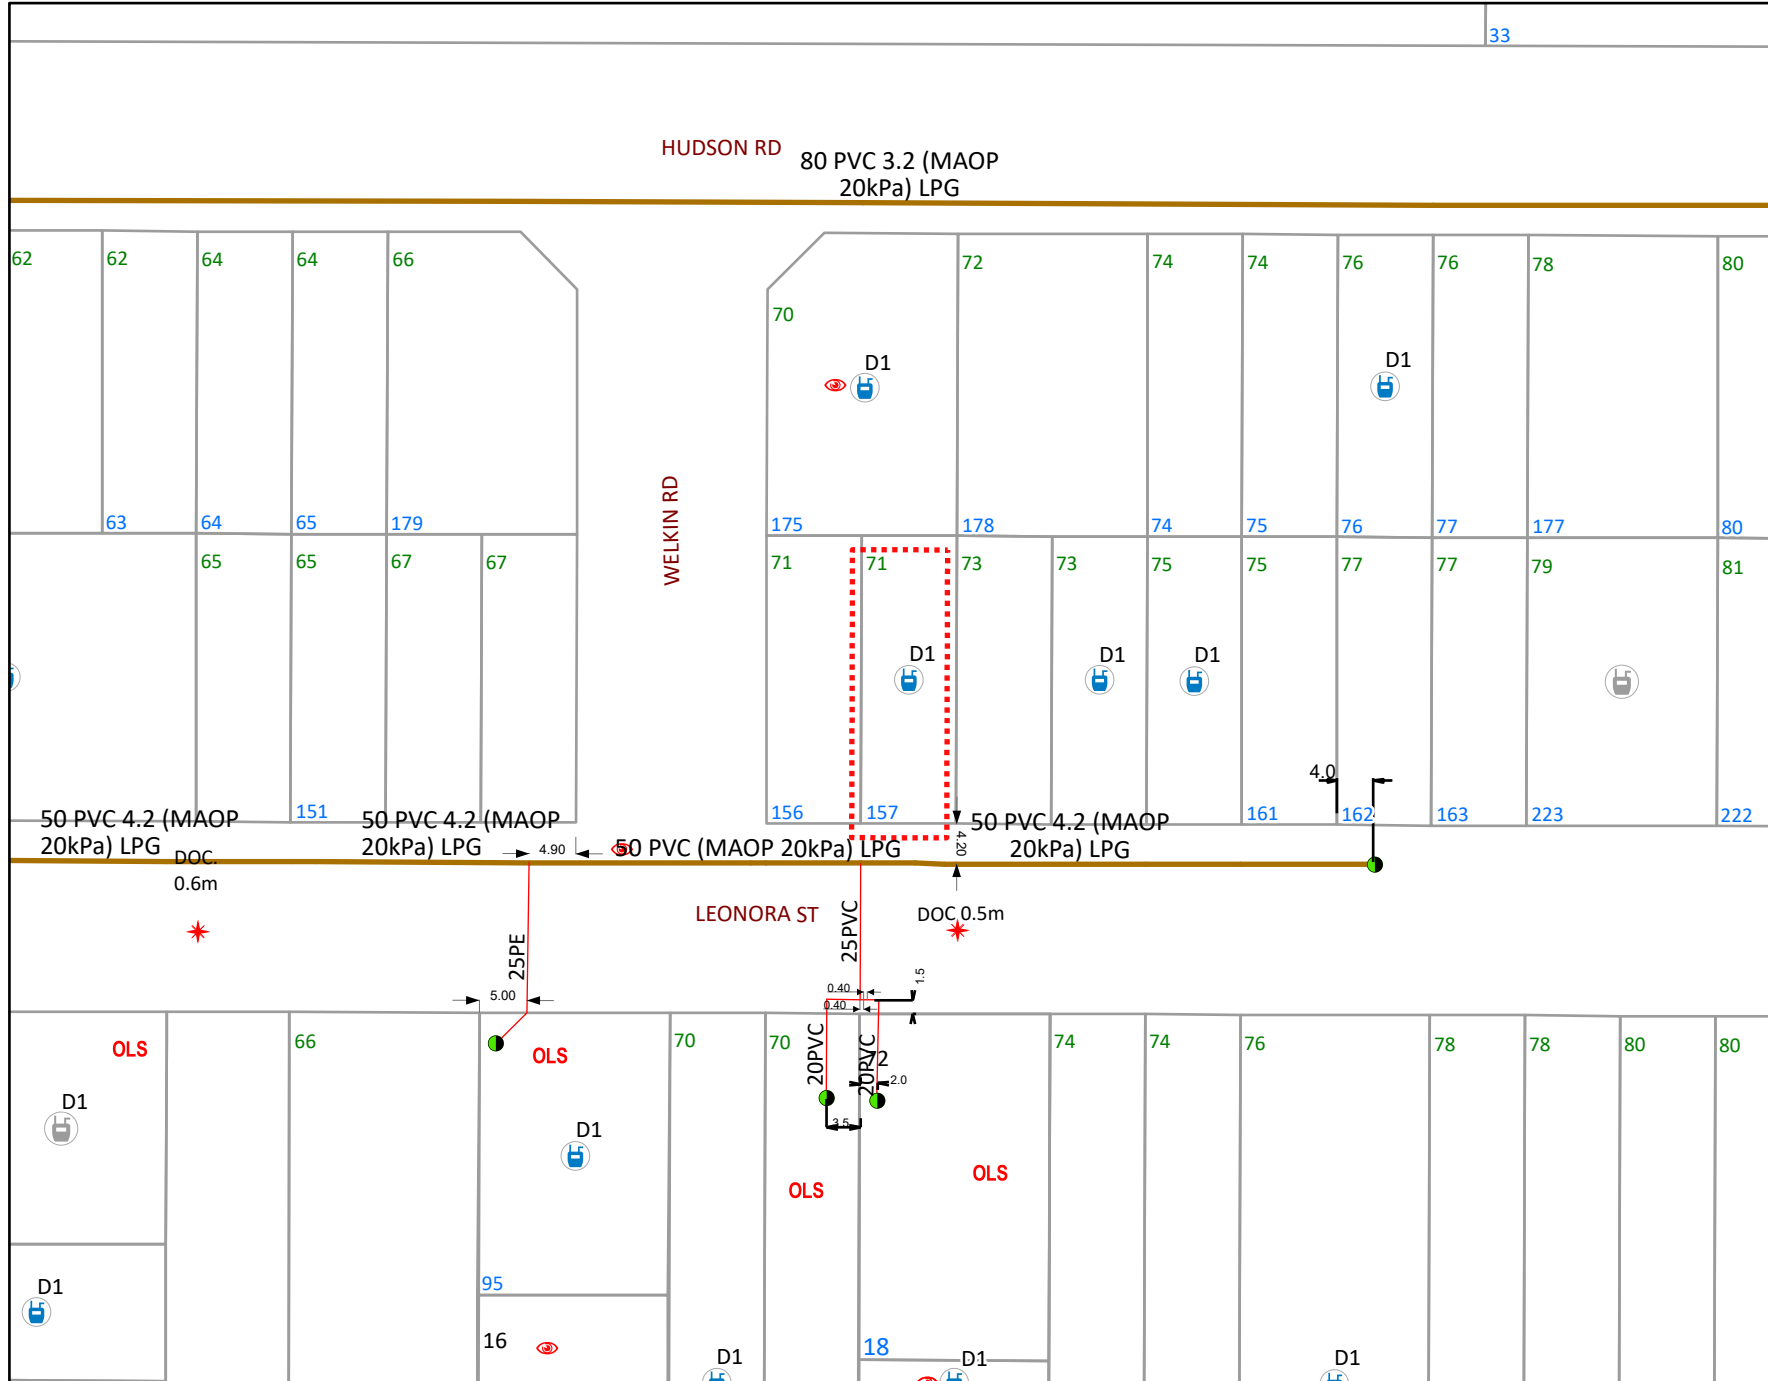 33
HUDSON RD
80 PVC 3.2 (MAOP
20kPa) LPG
62
62
64
64
66
72
74
74
76
76
78
80
70
D1
D1
WELKIN RD
63
64
65
179
175
178
74
75
76
77
177
80
65
65
67
67
71
71
73
73
75
75
77
77
79
81
D1
D1
D1
4.0
151
156
157
161
162
163
223
222
50 PVC 4.2 (MAOP
20kPa) LPG
50 PVC 4.2 (MAOP
20kPa) LPG
50 PVC (MAOP 20kPa) LPG
50 PVC 4.2 (MAOP
20kPa) LPG
4.90
4.20
DOC.
0.6m
LEONORA ST
DOC 0.5m
25PE
25PVC
5.00
0.40
0.40
1.5
OLS
66
OLS
70
70
20PVC
20PVC
72
2.0
3.5
74
74
76
78
78
80
80
D1
D1
OLS
OLS
D1
95
16
18
D1
D1
D1